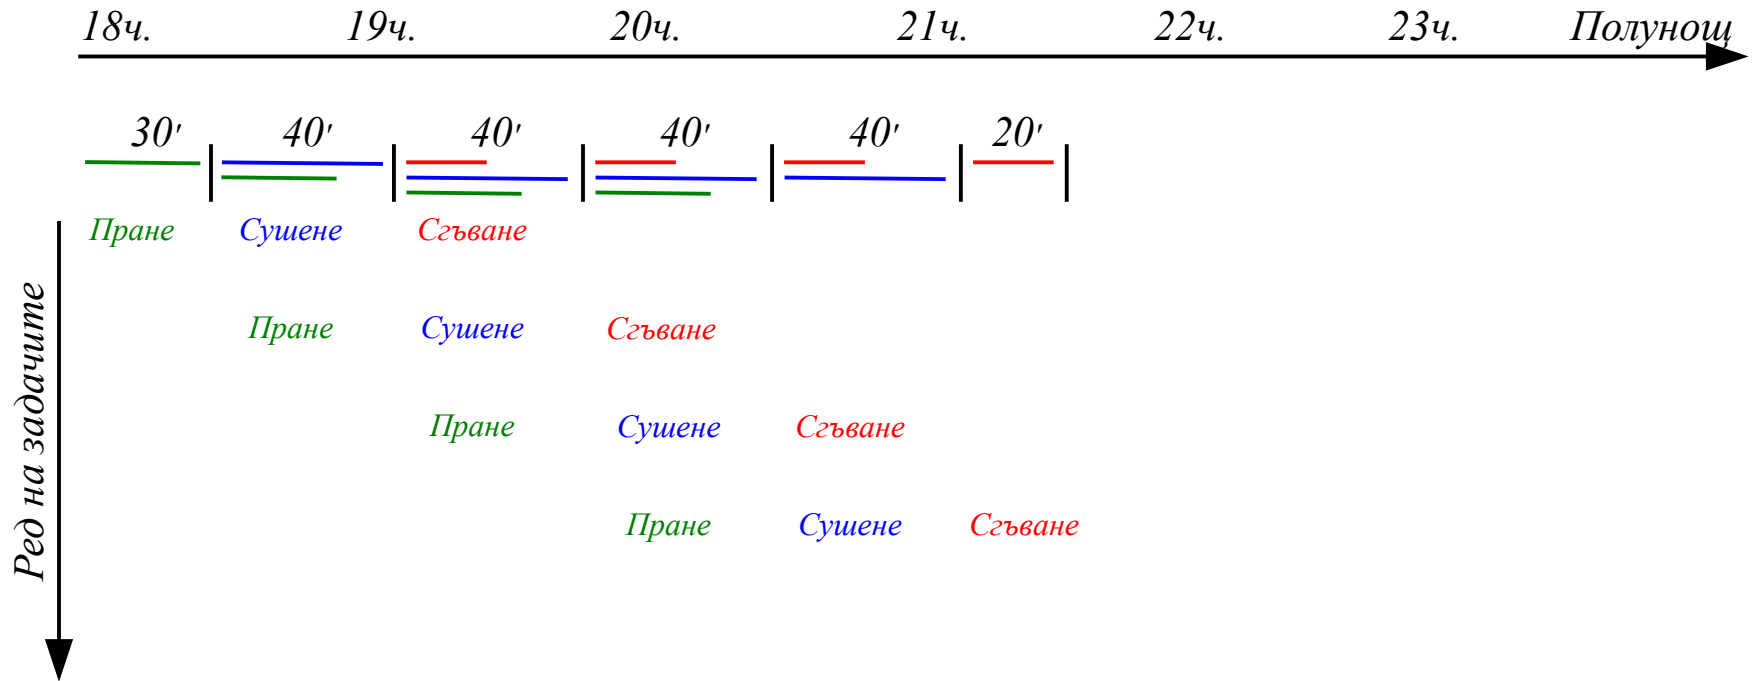 18ч. 19ч. 20ч. 21ч. 22ч. 23ч. Полунощ
30' 40' 40' 40' 40' 20'
Пране Сушене Сгъване
Пране Сушене Сгъване
Пране Сушене Сгъване
Пране Сушене Сгъване
Ред на задачите